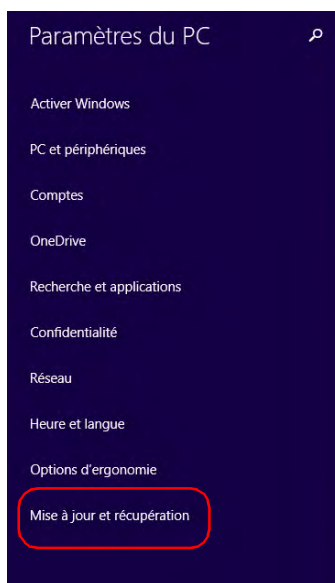 Paramètres du PC
Activer Windows
PC et périphériques
Comptes
OneDrive
Recherche et applications
Confidentialité
Réseau
Heure et langue
Options d'ergonomie
Mise à jour et récupération